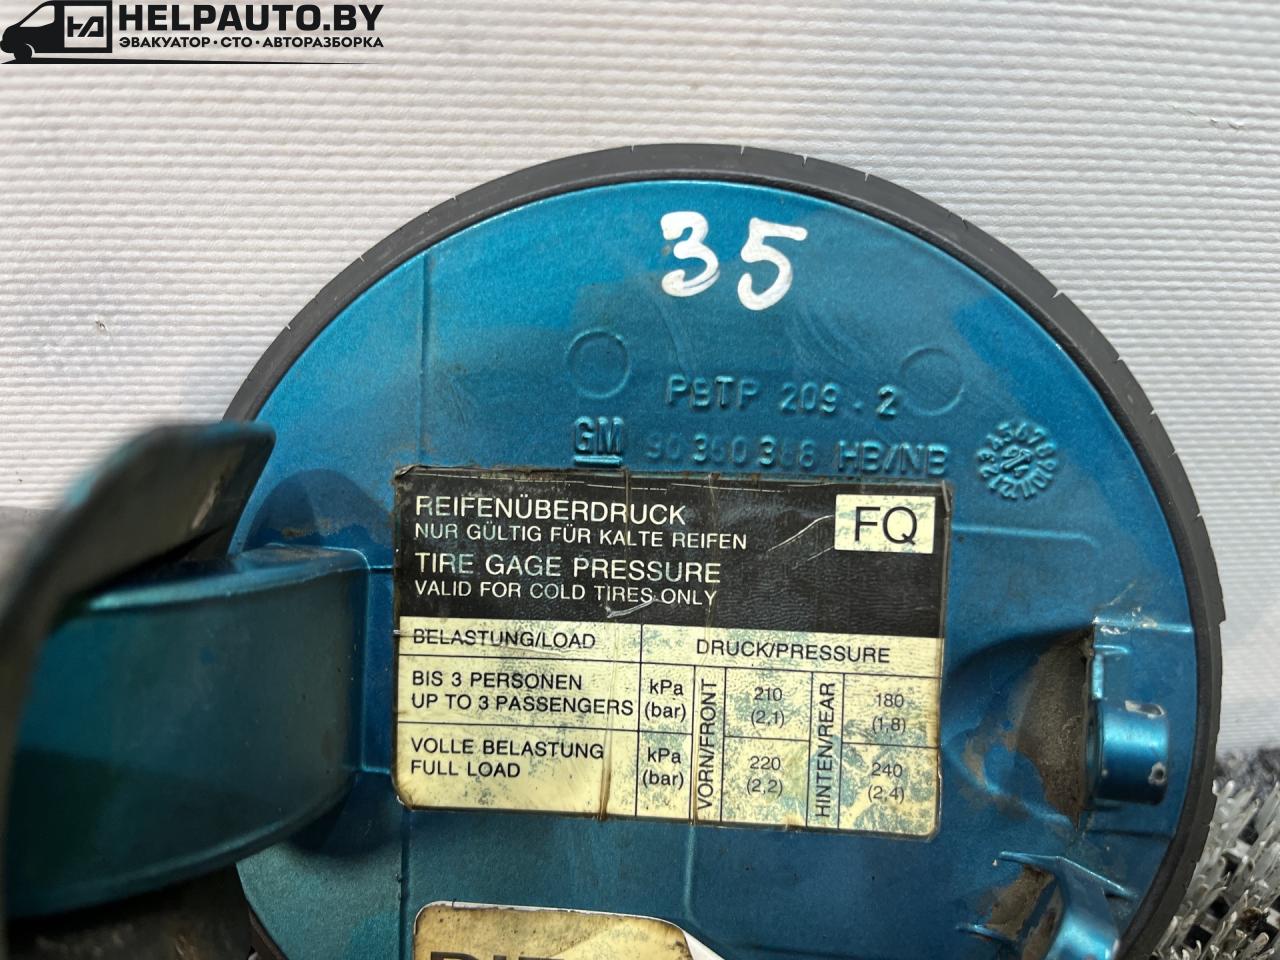 HELPAUTO.BY
ЭВАКУАТОР·СТО·АВТОРАЗБОРКА
35
PBTP 209.2
GM HB/NB
REIFENÜBERDRUCK
NUR GÜLTIG FÜR KALTE REIFEN
FQ
TIRE GAGE PRESSURE
VALID FOR COLD TIRES ONLY
BELASTUNG/LOAD DRUCK/PRESSURE
BIS 3 PERSONEN
UP TO 3 PASSENGERS
kPa
(bar)
VORN/FRONT
210
(2,1)
HINTEN/REAR
180
(1,8)
VOLLE BELASTUNG
FULL LOAD
kPa
(bar)
220
(2,2)
240
(2,4)